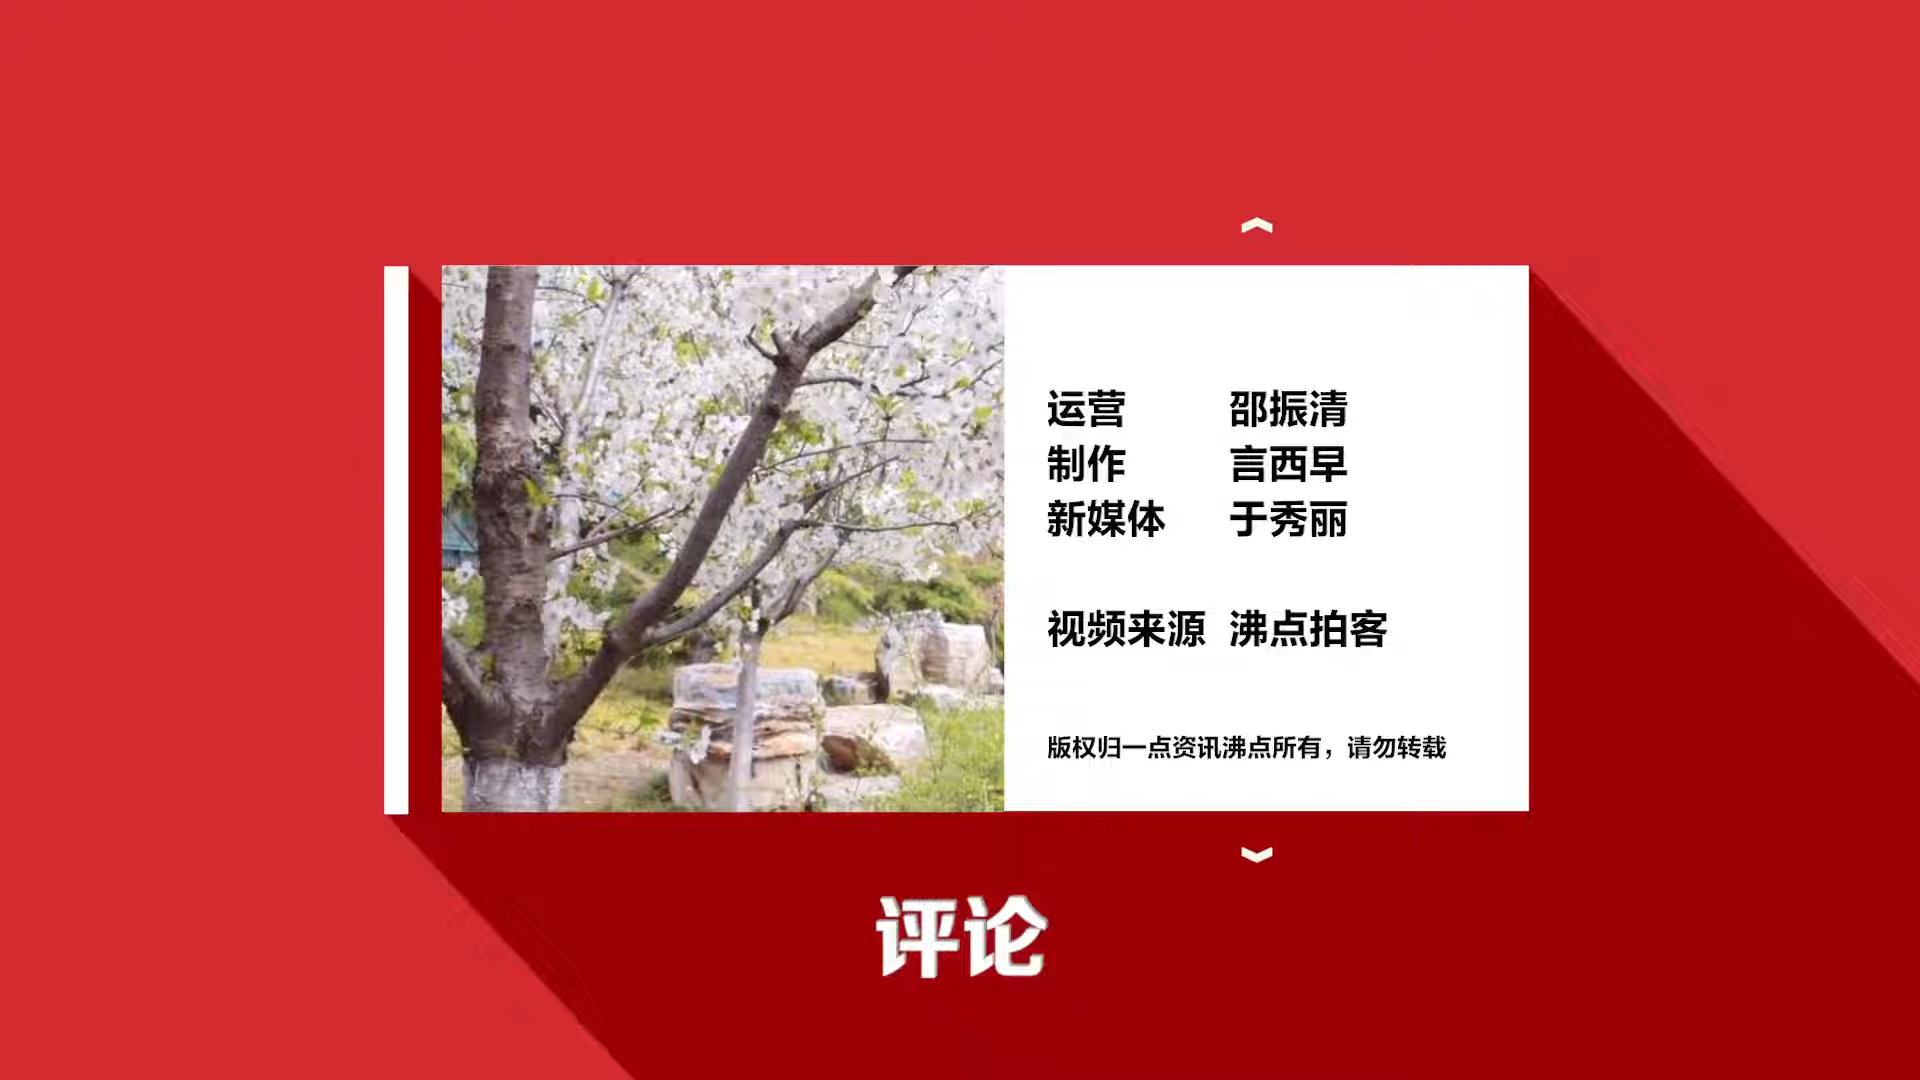 运营 邵振清
制作 言西早
新媒体 于秀丽
视频来源 沸点拍客
版权归一点资讯沸点所有，请勿转载
评论